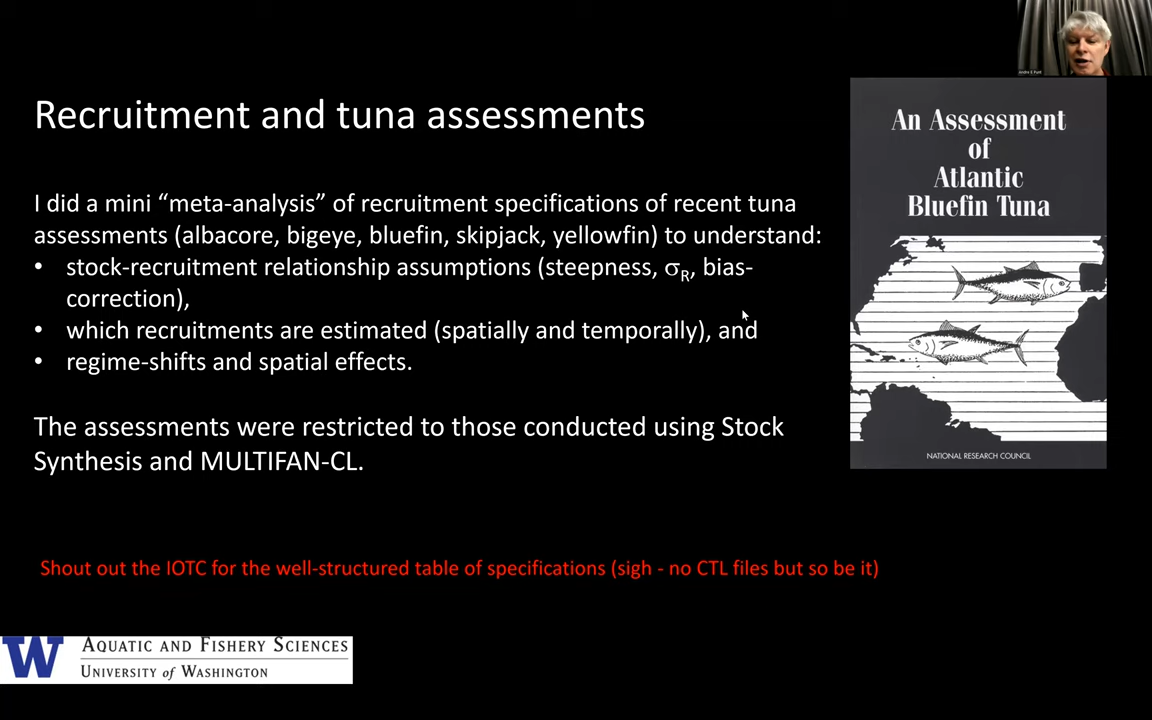 Andre E Punt
Recruitment and tuna assessments
I did a mini “meta-analysis” of recruitment specifications of recent tuna
assessments (albacore, bigeye, bluefin, skipjack, yellowfin) to understand:
• stock-recruitment relationship assumptions (steepness, σR, bias-
correction),
• which recruitments are estimated (spatially and temporally), and
• regime-shifts and spatial effects.
The assessments were restricted to those conducted using Stock
Synthesis and MULTIFAN-CL.
Shout out the IOTC for the well-structured table of specifications (sigh - no CTL files but so be it)
An Assessment
of
Atlantic
Bluefin Tuna
NATIONAL RESEARCH COUNCIL
W
AQUATIC AND FISHERY SCIENCES
UNIVERSITY of WASHINGTON